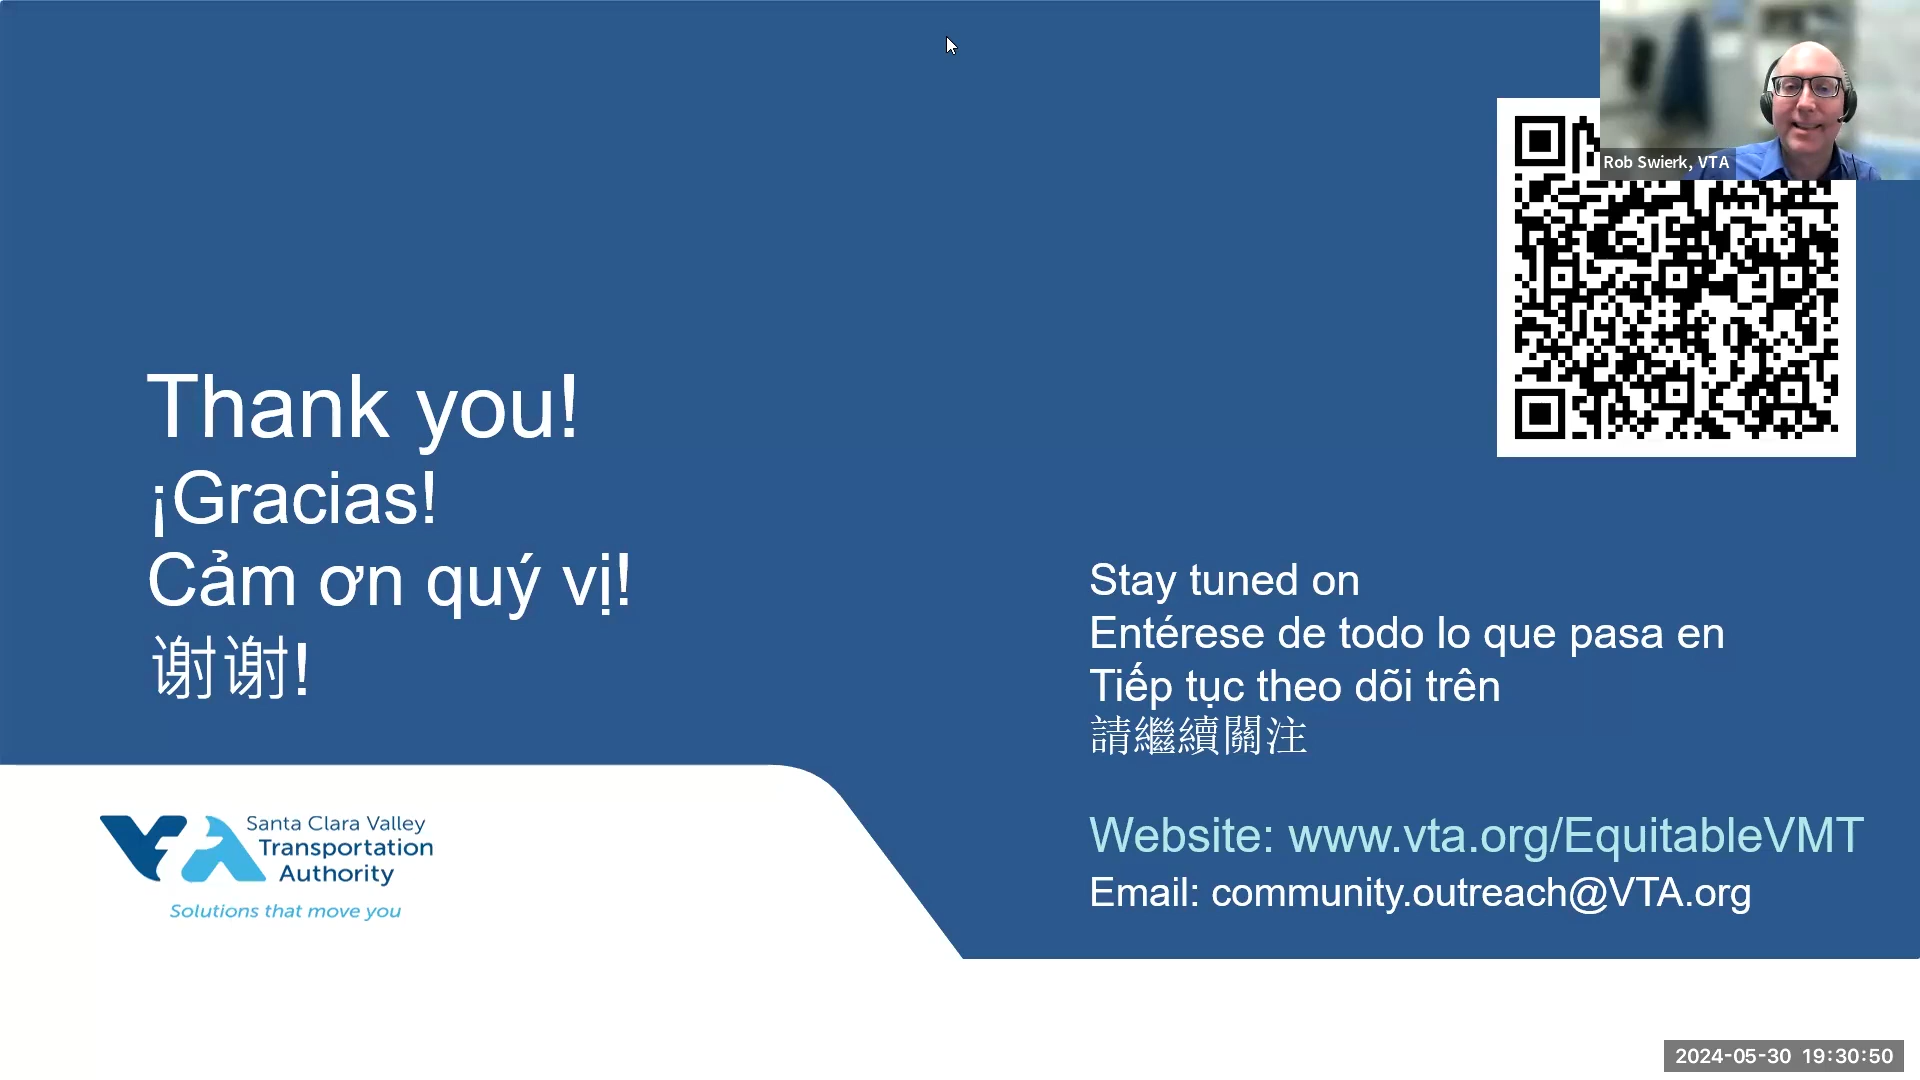 Rob Swierk, VTA
Thank you!
¡Gracias!
Cảm ơn quý vị!
谢谢!
Stay tuned on
Entérese de todo lo que pasa en
Tiếp tục theo dõi trên
請繼續關注
Website: www.vta.org/EquitableVMT
Email: community.outreach@VTA.org
VTA
Santa Clara Valley
Transportation
Authority
Solutions that move you
2024-05-30 19:30:50